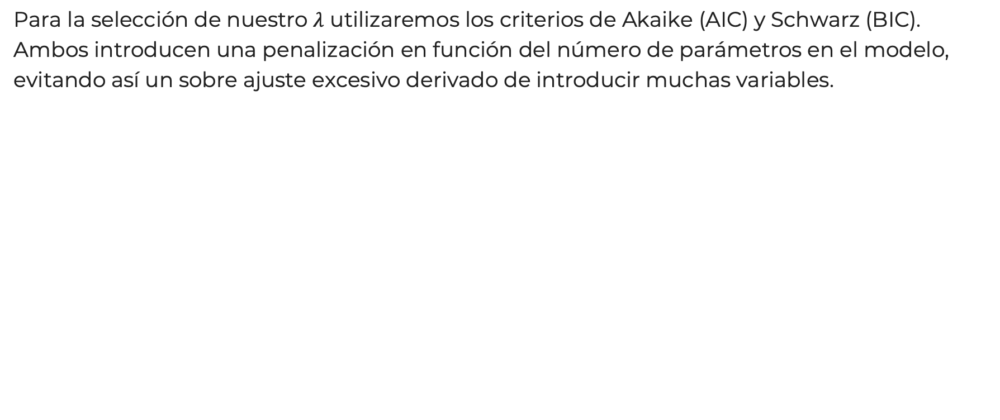 Para la selección de nuestro λ utilizaremos los criterios de Akaike (AIC) y Schwarz (BIC).
Ambos introducen una penalización en función del número de parámetros en el modelo,
evitando así un sobre ajuste excesivo derivado de introducir muchas variables.